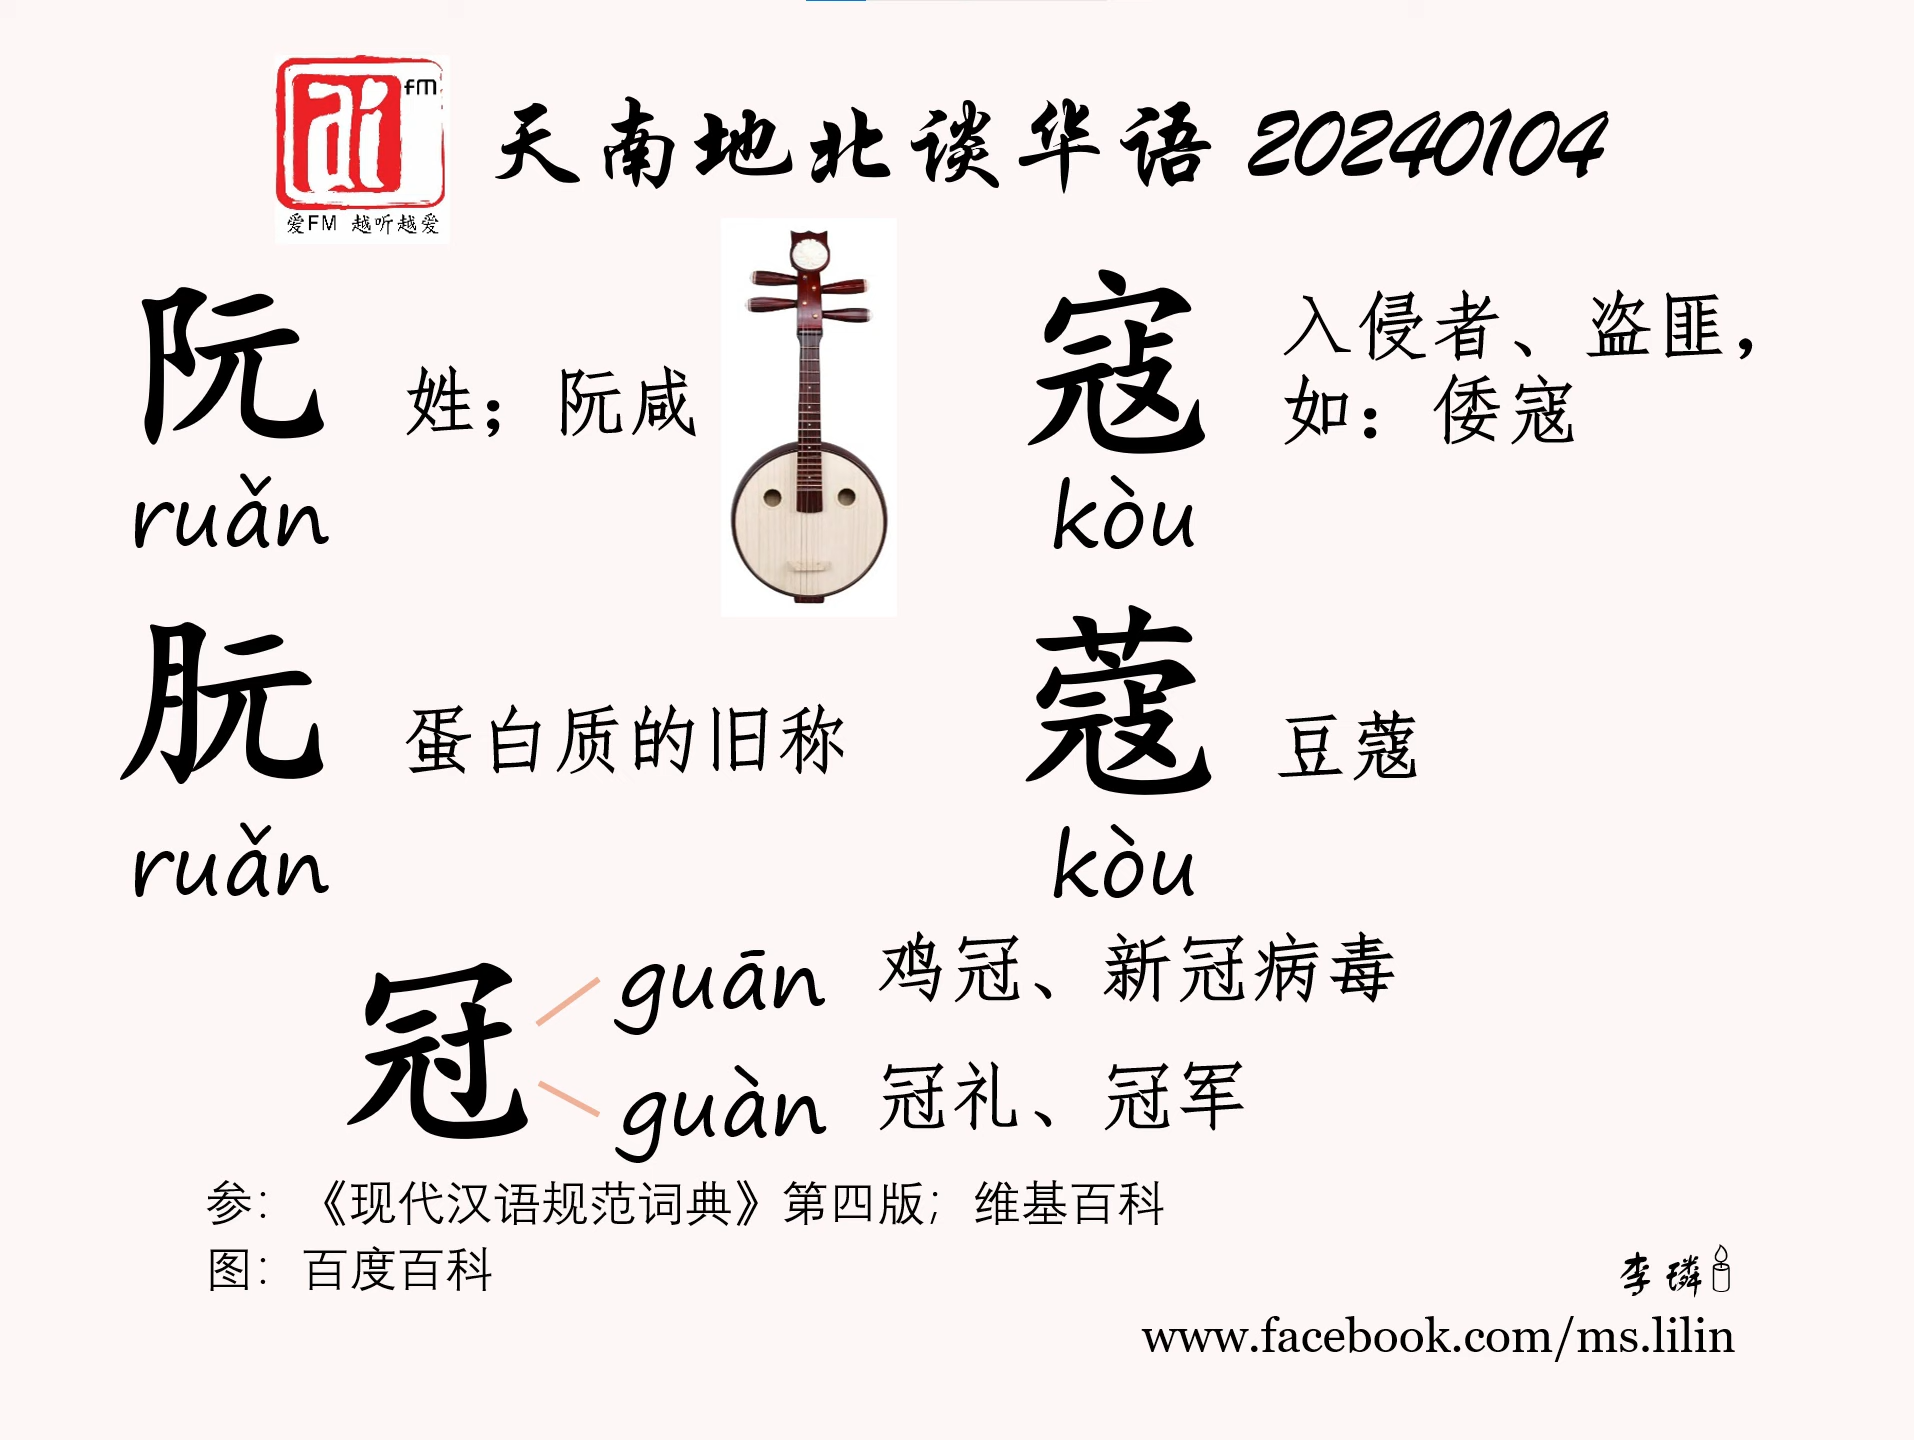 ai fm
爱FM 越听越爱
天南地北谈华语 20240104
阮
ruǎn
姓；阮咸
寇
kòu
入侵者、盗匪，
如：倭寇
朊
ruǎn
蛋白质的旧称
蔻
kòu
豆蔻
冠
guān 鸡冠、新冠病毒
guàn 冠礼、冠军
参：《现代汉语规范词典》第四版；维基百科
图：百度百科
李璘
www.facebook.com/ms.lilin